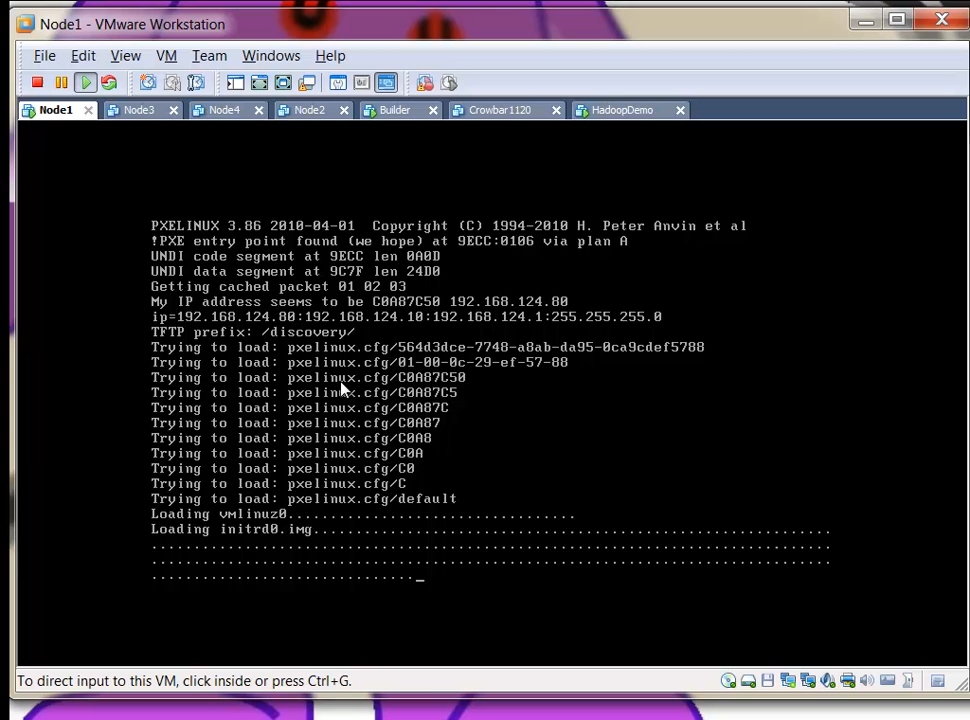 Node1 - VMware Workstation
File Edit View VM Team Windows Help
Node1 Node3 Node4 Node2 Builder Crowbar1120 HadoopDemo
PXELINUX 3.86 2010-04-01  Copyright (C) 1994-2010 H. Peter Anvin et al
!PXE entry point found (we hope) at 9ECC:0106 via plan A
UNDI code segment at 9ECC len 0A0D
UNDI data segment at 9C7F len 24D0
Getting cached packet 01 02 03
My IP address seems to be C0A87C50 192.168.124.80
ip=192.168.124.80:192.168.124.10:192.168.124.1:255.255.255.0
TFTP prefix: /discovery/
Trying to load: pxelinux.cfg/564d3dce-7748-a8ab-da95-0ca9cdef5788
Trying to load: pxelinux.cfg/01-00-0c-29-ef-57-88
Trying to load: pxelinux.cfg/C0A87C50
Trying to load: pxelinux.cfg/C0A87C5
Trying to load: pxelinux.cfg/C0A87C
Trying to load: pxelinux.cfg/C0A87
Trying to load: pxelinux.cfg/C0A8
Trying to load: pxelinux.cfg/C0A
Trying to load: pxelinux.cfg/C0
Trying to load: pxelinux.cfg/C
Trying to load: pxelinux.cfg/default
Loading vmlinuz0..................................
Loading initrd0.img.............................................................
................................................................................
................................................................................
..............................._
To direct input to this VM, click inside or press Ctrl+G.